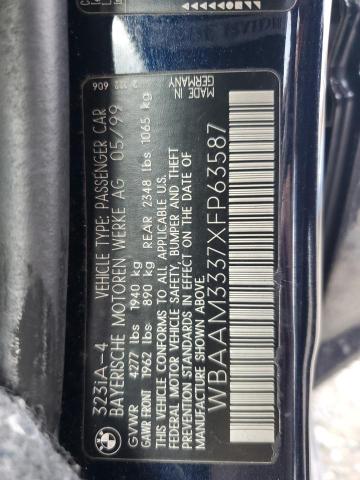 323iA-4 VEHICLE TYPE: PASSENGER CAR
BAYERISCHE MOTOREN WERKE AG 05/99
GVWR 4277 lbs 1940 kg
GAWR FRONT 1962 lbs 890 kg REAR 2348 lbs 1065 kg
THIS VEHICLE CONFORMS TO ALL APPLICABLE U.S.
FEDERAL MOTOR VEHICLE SAFETY, BUMPER AND THEFT
PREVENTION STANDARDS IN EFFECT ON THE DATE OF
MANUFACTURE SHOWN ABOVE.
WBAAM3337XFP63587
MADE IN
GERMANY